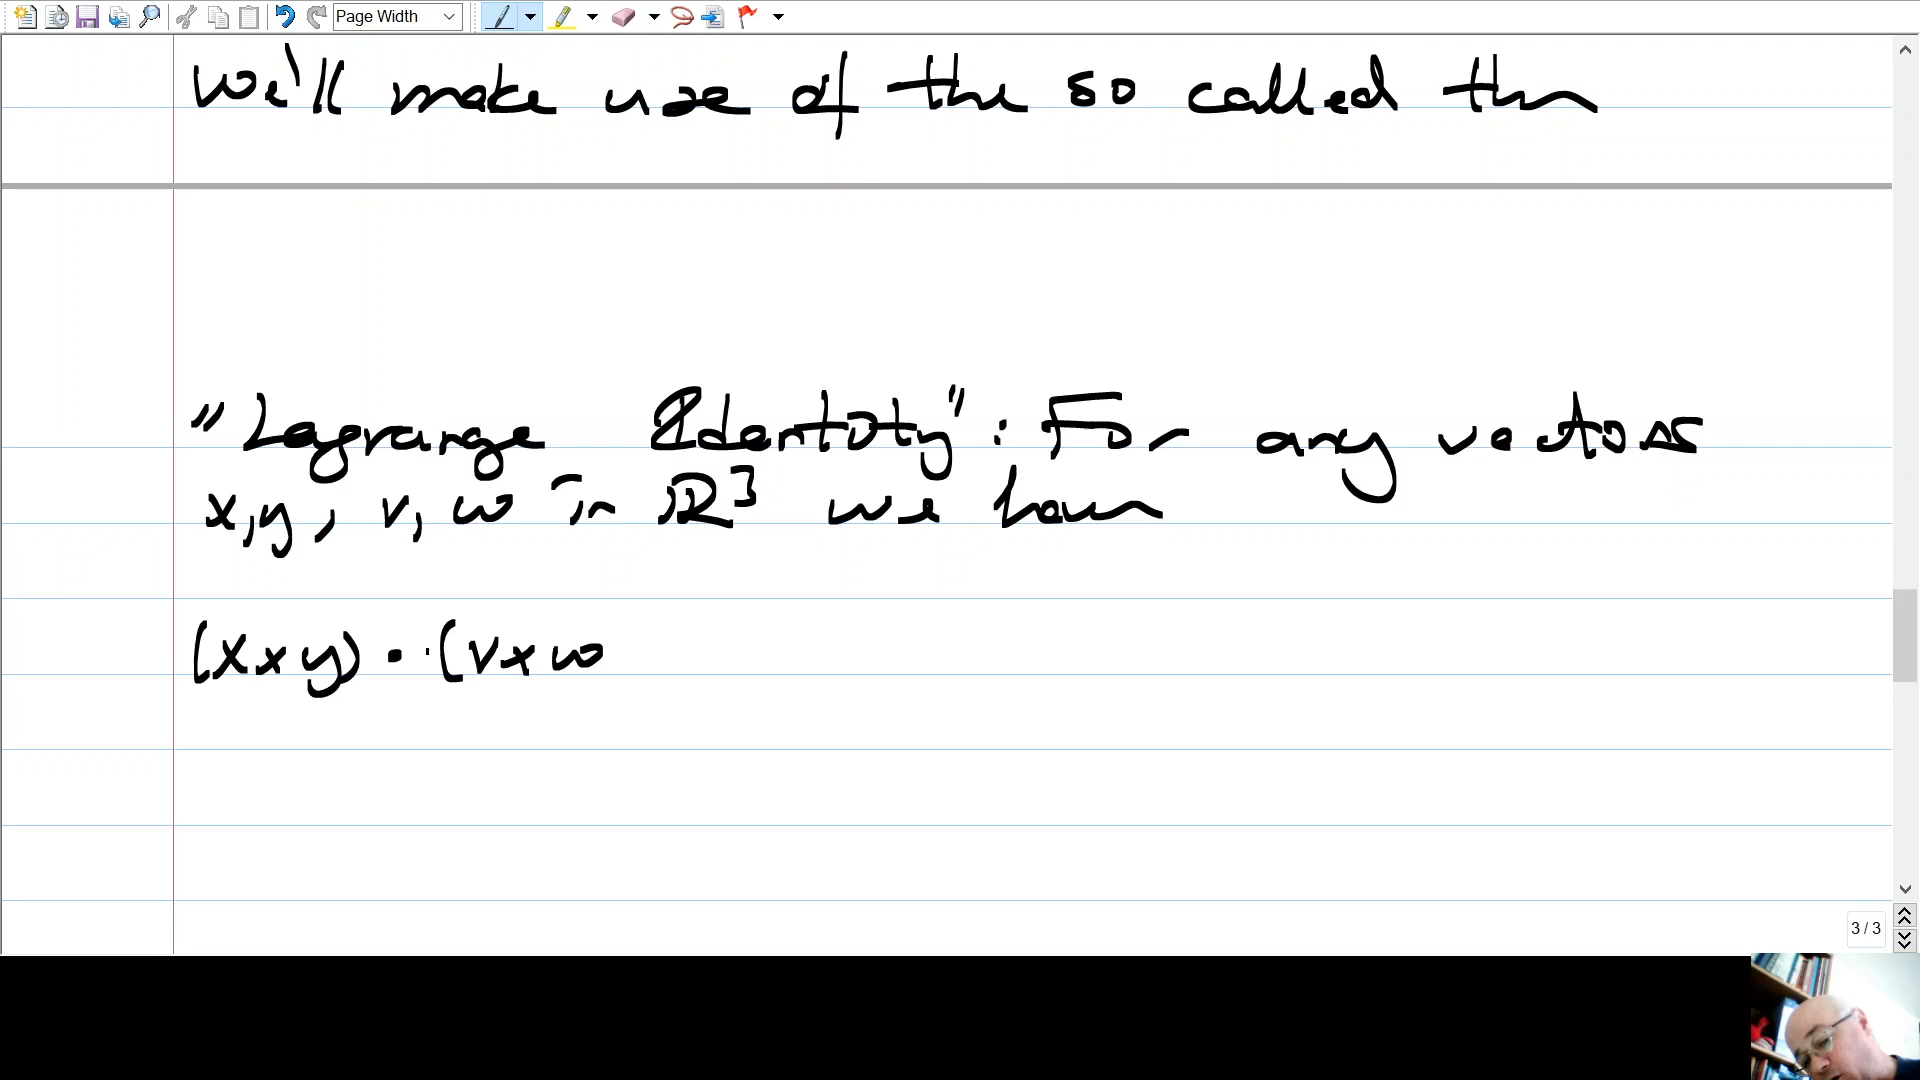 Page Width
We'll make use of the so called the
"Lagrange Identity": For any vectors
x, y, v, w in ℝ³ we have
(x × y) • (v × w
3 / 3